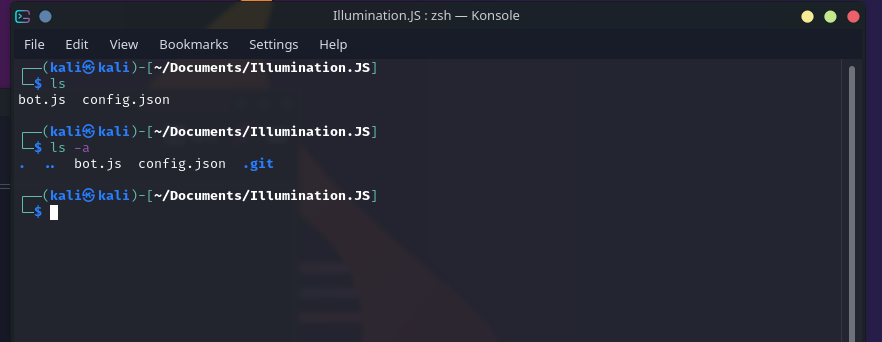 Illumination.JS : zsh — Konsole
File Edit View Bookmarks Settings Help
┌──(kali㉿kali)-[~/Documents/Illumination.JS]
└─$ ls
bot.js  config.json
┌──(kali㉿kali)-[~/Documents/Illumination.JS]
└─$ ls -a
.  ..  bot.js  config.json  .git
┌──(kali㉿kali)-[~/Documents/Illumination.JS]
└─$